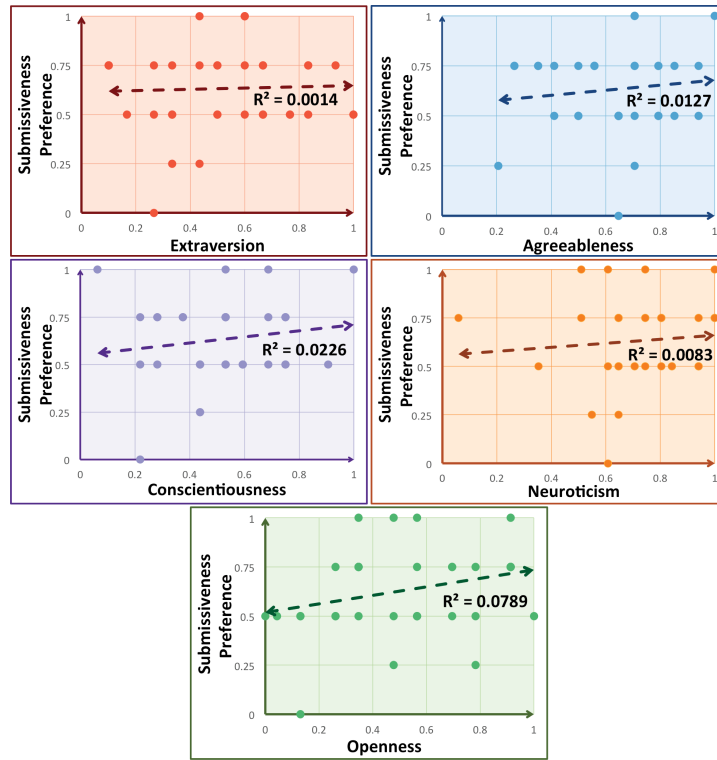 1
0.75
0.5
0.25
0
Submissiveness
Preference
R² = 0.0014
0 0.2 0.4 0.6 0.8 1
Extraversion
1
0.75
0.5
0.25
0
Submissiveness
Preference
R² = 0.0127
0 0.2 0.4 0.6 0.8 1
Agreeableness
1
0.75
0.5
0.25
0
Submissiveness
Preference
R² = 0.0226
0 0.2 0.4 0.6 0.8 1
Conscientiousness
1
0.75
0.5
0.25
0
Submissiveness
Preference
R² = 0.0083
0 0.2 0.4 0.6 0.8 1
Neuroticism
1
0.75
0.5
0.25
0
Submissiveness
Preference
R² = 0.0789
0 0.2 0.4 0.6 0.8 1
Openness